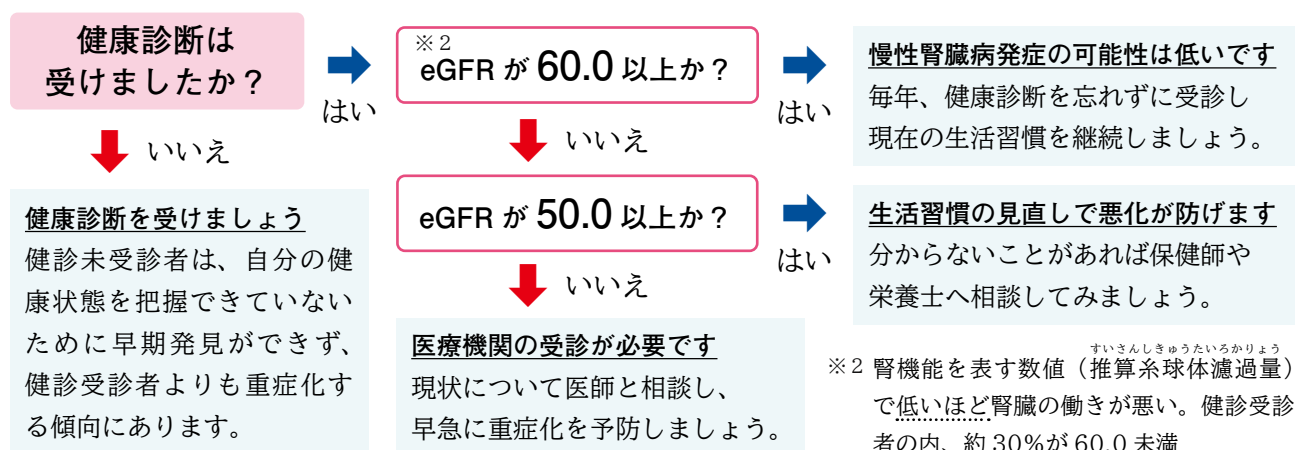 健康診断は
受けましたか？
はい
いいえ
健康診断を受けましょう
健診未受診者は、自分の健
康状態を把握できていない
ために早期発見ができず、
健診受診者よりも重症化す
る傾向にあります。
※2
eGFR が 60.0 以上か？
はい
いいえ
慢性腎臓病発症の可能性は低いです
毎年、健康診断を忘れずに受診し
現在の生活習慣を継続しましょう。
eGFR が 50.0 以上か？
はい
いいえ
生活習慣の見直しで悪化が防げます
分からないことがあれば保健師や
栄養士へ相談してみましょう。
医療機関の受診が必要です
現状について医師と相談し、
早急に重症化を予防しましょう。
すいさんしきゅうたいろかりょう
※2 腎機能を表す数値（推算糸球体濾過量）
で低いほど腎臓の働きが悪い。健診受診
者の内、約 30％が 60.0 未満